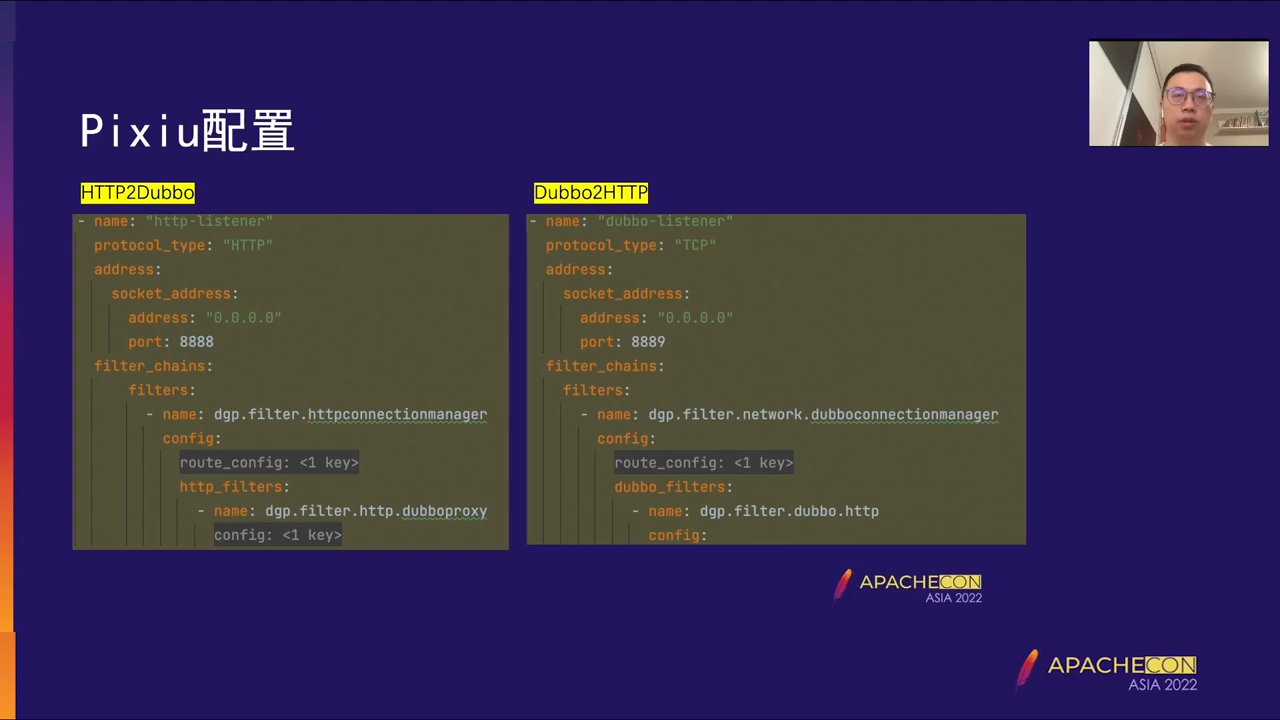 Pixiu配置
HTTP2Dubbo
- name: "http-listener"
protocol_type: "HTTP"
address:
socket_address:
address: "0.0.0.0"
port: 8888
filter_chains:
filters:
- name: dgp.filter.httpconnectionmanager
config:
route_config: <1 key>
http_filters:
- name: dgp.filter.http.dubboproxy
config: <1 key>
Dubbo2HTTP
- name: "dubbo-listener"
protocol_type: "TCP"
address:
socket_address:
address: "0.0.0.0"
port: 8889
filter_chains:
filters:
- name: dgp.filter.network.dubboconnectionmanager
config:
route_config: <1 key>
dubbo_filters:
- name: dgp.filter.dubbo.http
config:
APACHECON
ASIA 2022
APACHECON
ASIA 2022